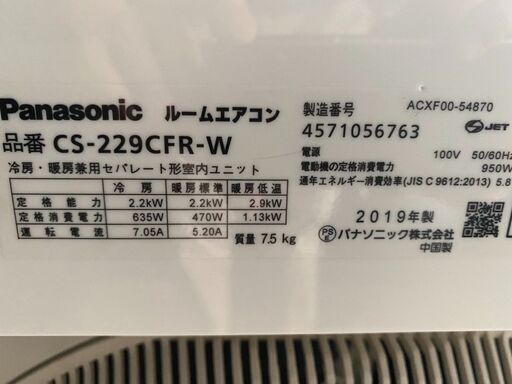 Panasonic ルームエアコン
品番 CS-229CFR-W
冷房・暖房兼用セパレート形室内ユニット
冷 房 暖房標準 暖房低温
定 格 能 力 2.2kW 2.2kW 2.9kW
定格消費電力 635W 470W 1.13kW
運 転 電 流 7.05A 5.20A
質量 7.5 kg
製造番号 ACXF00-54870
4571056763 JET
電源 100V 50/60H
電動機の定格消費電力 950W
通年エネルギー消費効率(JIS C 9612:2013) 5.8
2019年製
PS E パナソニック株式会社
中国製